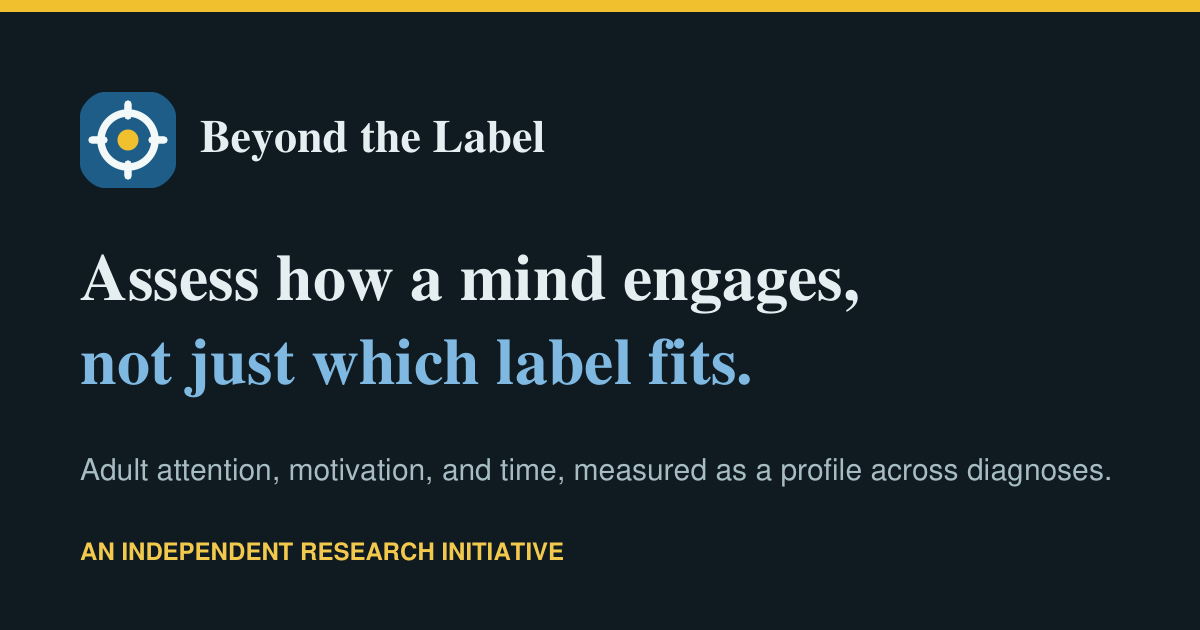 Beyond the Label
Assess how a mind engages,
not just which label fits.
Adult attention, motivation, and time, measured as a profile across diagnoses.
AN INDEPENDENT RESEARCH INITIATIVE